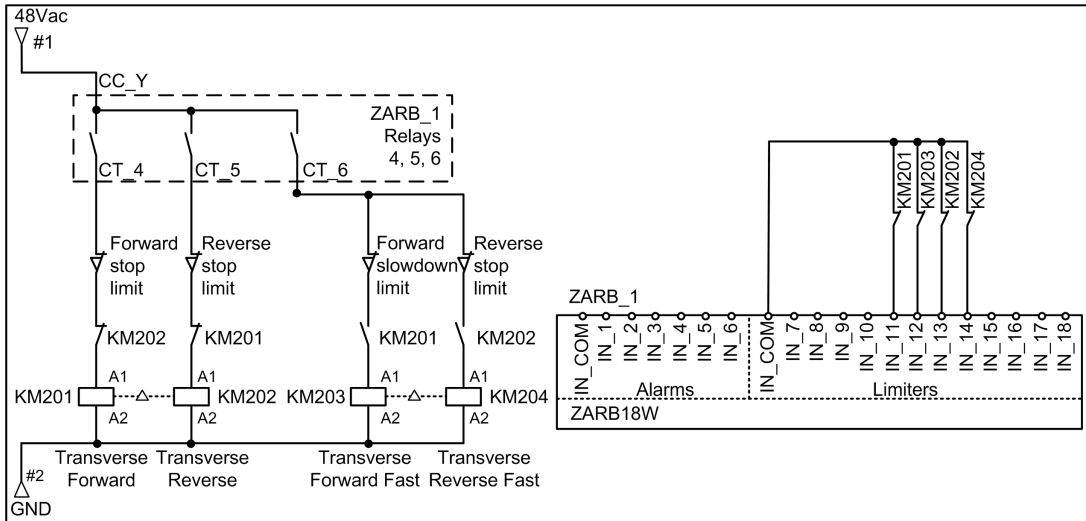 48Vac
#1
CC_Y
ZARB_1
Relays
4, 5, 6
CT_4
CT_5
CT_6
Forward
stop
limit
Reverse
stop
limit
Forward
slowdown
limit
Reverse
stop
limit
KM202
KM201
KM201
KM202
A1
A1
A1
A1
KM201
KM202
KM203
KM204
A2
A2
A2
A2
Transverse
Forward
Transverse
Reverse
Transverse
Forward Fast
Transverse
Reverse Fast
#2
GND
KM201
KM203
KM202
KM204
ZARB_1
IN_COM
IN_1
IN_2
IN_3
IN_4
IN_5
IN_6
IN_COM
IN_7
IN_8
IN_9
IN_10
IN_11
IN_12
IN_13
IN_14
IN_15
IN_16
IN_17
IN_18
Alarms
Limiters
ZARB18W